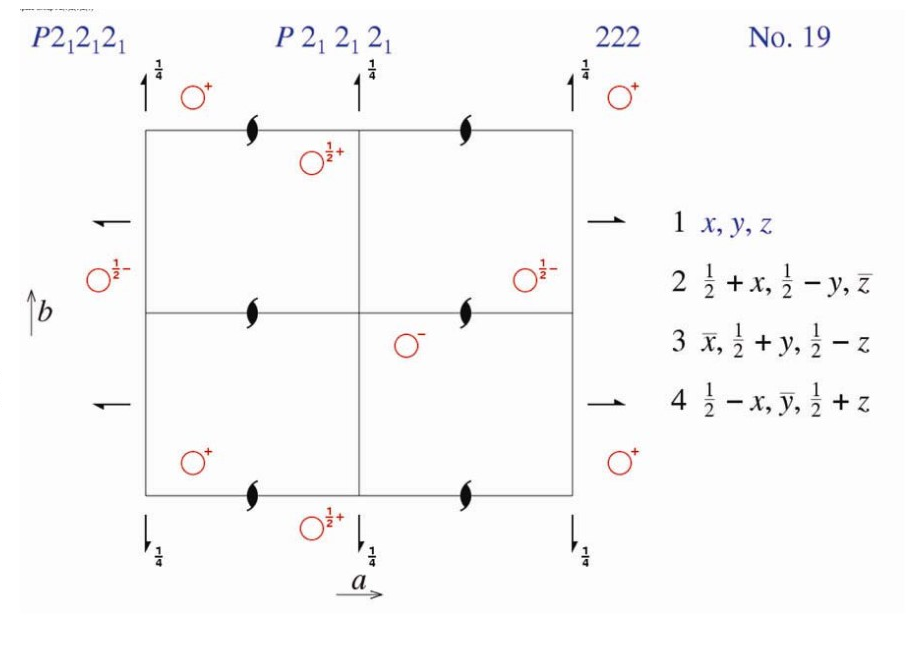 P2₁2₁2₁ P 2₁ 2₁ 2₁ 222 No. 19
¼ ¼ ¼
+ +
½+
1 x, y, z
½− ½−
2 ½ + x, ½ − y, z̅
b
−
3 x̅, ½ + y, ½ − z
4 ½ − x, y̅, ½ + z
+ +
½+
¼ ¼ ¼
a